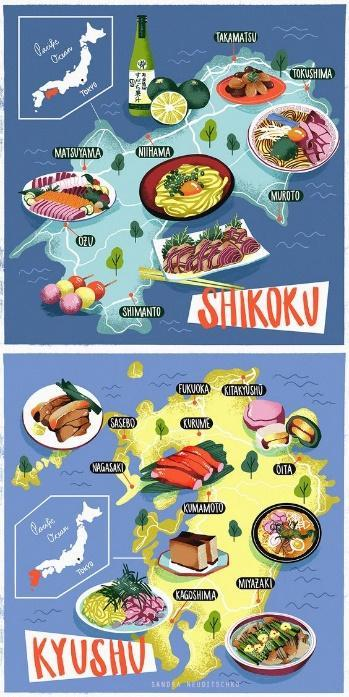 Pacific
Ocean
TOKYO
TAKAMATSU
TOKUSHIMA
MATSUYAMA
NIIHAMA
MUROTO
OZU
SHIMANTO
SHIKOKU
FUKUOKA
KITAKYUSHU
SASEBO
KURUME
NAGASAKI
OITA
KUMAMOTO
Pacific
Ocean
TOKYO
KAGOSHIMA
MIYAZAKI
KYUSHU
SANDRA NEUDITSCHKO